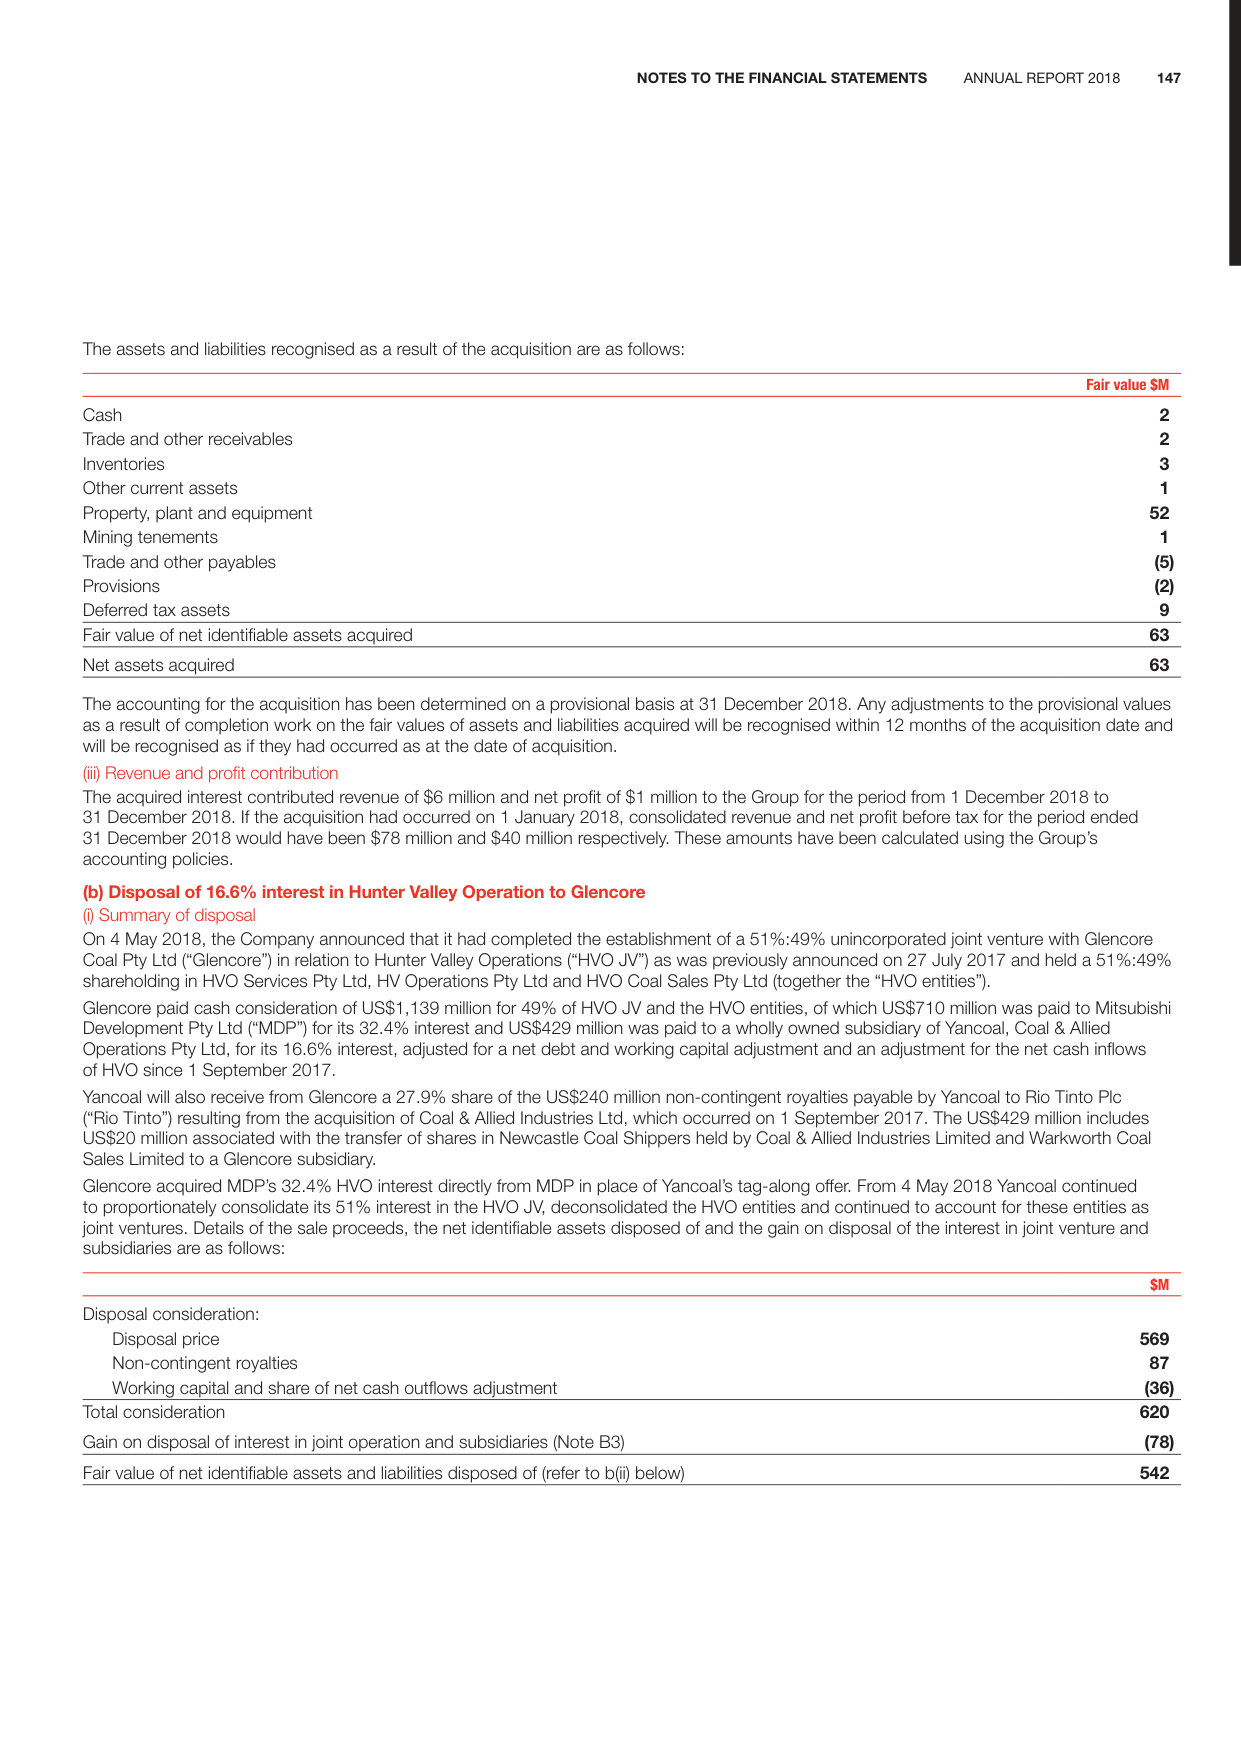 NOTES TO THE FINANCIAL STATEMENTS ANNUAL REPORT 2018 147
The assets and liabilities recognised as a result of the acquisition are as follows:
Fair value $M
Cash 2
Trade and other receivables 2
Inventories 3
Other current assets 1
Property, plant and equipment 52
Mining tenements 1
Trade and other payables (5)
Provisions (2)
Deferred tax assets 9
Fair value of net identifiable assets acquired 63
Net assets acquired 63
The accounting for the acquisition has been determined on a provisional basis at 31 December 2018. Any adjustments to the provisional values
as a result of completion work on the fair values of assets and liabilities acquired will be recognised within 12 months of the acquisition date and
will be recognised as if they had occurred as at the date of acquisition.
(iii) Revenue and profit contribution
The acquired interest contributed revenue of $6 million and net profit of $1 million to the Group for the period from 1 December 2018 to
31 December 2018. If the acquisition had occurred on 1 January 2018, consolidated revenue and net profit before tax for the period ended
31 December 2018 would have been $78 million and $40 million respectively. These amounts have been calculated using the Group's
accounting policies.
(b) Disposal of 16.6% interest in Hunter Valley Operation to Glencore
(i) Summary of disposal
On 4 May 2018, the Company announced that it had completed the establishment of a 51%:49% unincorporated joint venture with Glencore
Coal Pty Ltd ("Glencore") in relation to Hunter Valley Operations ("HVO JV") as was previously announced on 27 July 2017 and held a 51%:49%
shareholding in HVO Services Pty Ltd, HV Operations Pty Ltd and HVO Coal Sales Pty Ltd (together the "HVO entities").
Glencore paid cash consideration of US$1,139 million for 49% of HVO JV and the HVO entities, of which US$710 million was paid to Mitsubishi
Development Pty Ltd ("MDP") for its 32.4% interest and US$429 million was paid to a wholly owned subsidiary of Yancoal, Coal & Allied
Operations Pty Ltd, for its 16.6% interest, adjusted for a net debt and working capital adjustment and an adjustment for the net cash inflows
of HVO since 1 September 2017.
Yancoal will also receive from Glencore a 27.9% share of the US$240 million non-contingent royalties payable by Yancoal to Rio Tinto Plc
("Rio Tinto") resulting from the acquisition of Coal & Allied Industries Ltd, which occurred on 1 September 2017. The US$429 million includes
US$20 million associated with the transfer of shares in Newcastle Coal Shippers held by Coal & Allied Industries Limited and Warkworth Coal
Sales Limited to a Glencore subsidiary.
Glencore acquired MDP's 32.4% HVO interest directly from MDP in place of Yancoal's tag-along offer. From 4 May 2018 Yancoal continued
to proportionately consolidate its 51% interest in the HVO JV, deconsolidated the HVO entities and continued to account for these entities as
joint ventures. Details of the sale proceeds, the net identifiable assets disposed of and the gain on disposal of the interest in joint venture and
subsidiaries are as follows:
$M
Disposal consideration:
Disposal price 569
Non-contingent royalties 87
Working capital and share of net cash outflows adjustment (36)
Total consideration 620
Gain on disposal of interest in joint operation and subsidiaries (Note B3) (78)
Fair value of net identifiable assets and liabilities disposed of (refer to b(ii) below) 542